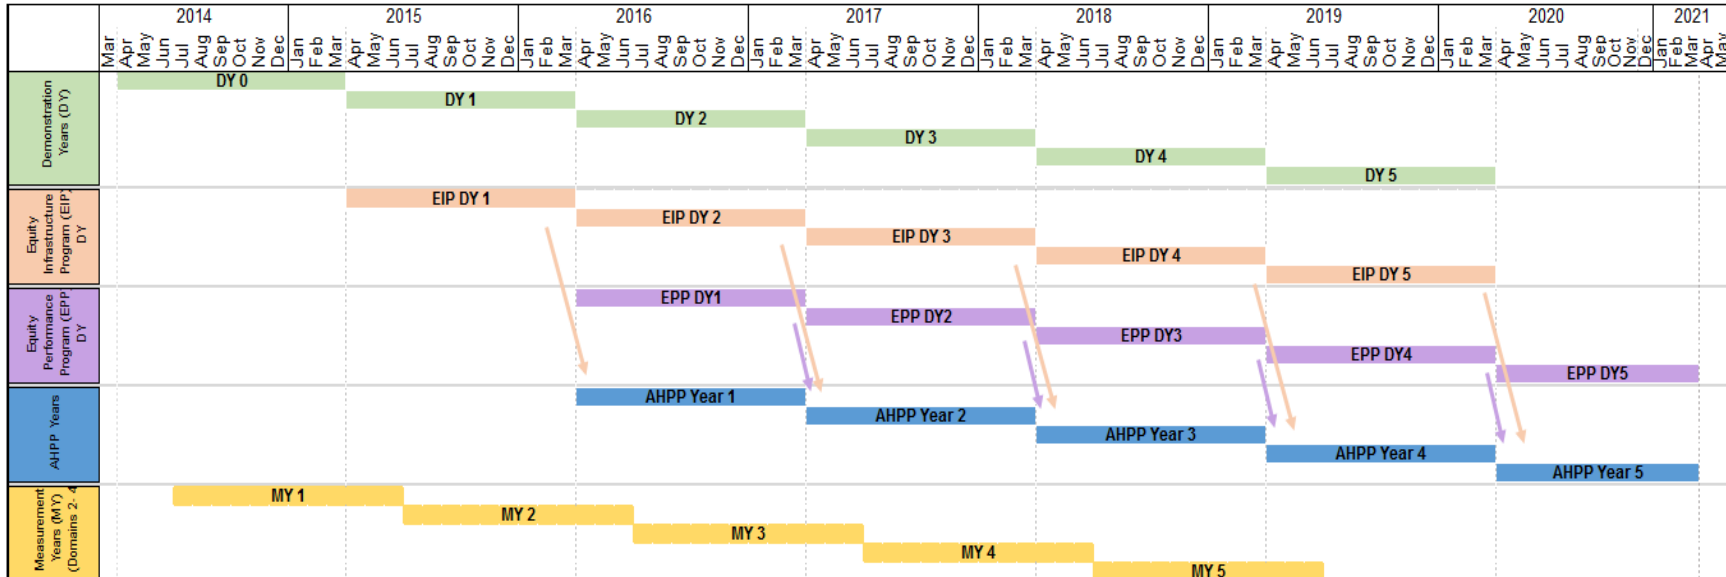 2014 2015 2016 2017 2018 2019 2020 2021
Mar Apr May Jun Jul Aug Sep Oct Nov Dec Jan Feb Mar Apr May Jun Jul Aug Sep Oct Nov Dec Jan Feb Mar Apr May Jun Jul Aug Sep Oct Nov Dec Jan Feb Mar Apr May Jun Jul Aug Sep Oct Nov Dec Jan Feb Mar Apr May Jun Jul Aug Sep Oct Nov Dec Jan Feb Mar Apr May Jun Jul Aug Sep Oct Nov Dec Jan Feb Mar Apr May Jun Jul Aug Sep Oct Nov Dec Jan Feb Mar Apr May
Demonstration
Years (DY)
DY 0
DY 1
DY 2
DY 3
DY 4
DY 5
Equity
Infrastructure
Program (EIP)
DY
EIP DY 1
EIP DY 2
EIP DY 3
EIP DY 4
EIP DY 5
Equity
Performance
Program (EPP)
DY
EPP DY1
EPP DY2
EPP DY3
EPP DY4
EPP DY5
AHPP Years
AHPP Year 1
AHPP Year 2
AHPP Year 3
AHPP Year 4
AHPP Year 5
Measurement
Years (MY)
(Domains 2- 4
MY 1
MY 2
MY 3
MY 4
MY 5